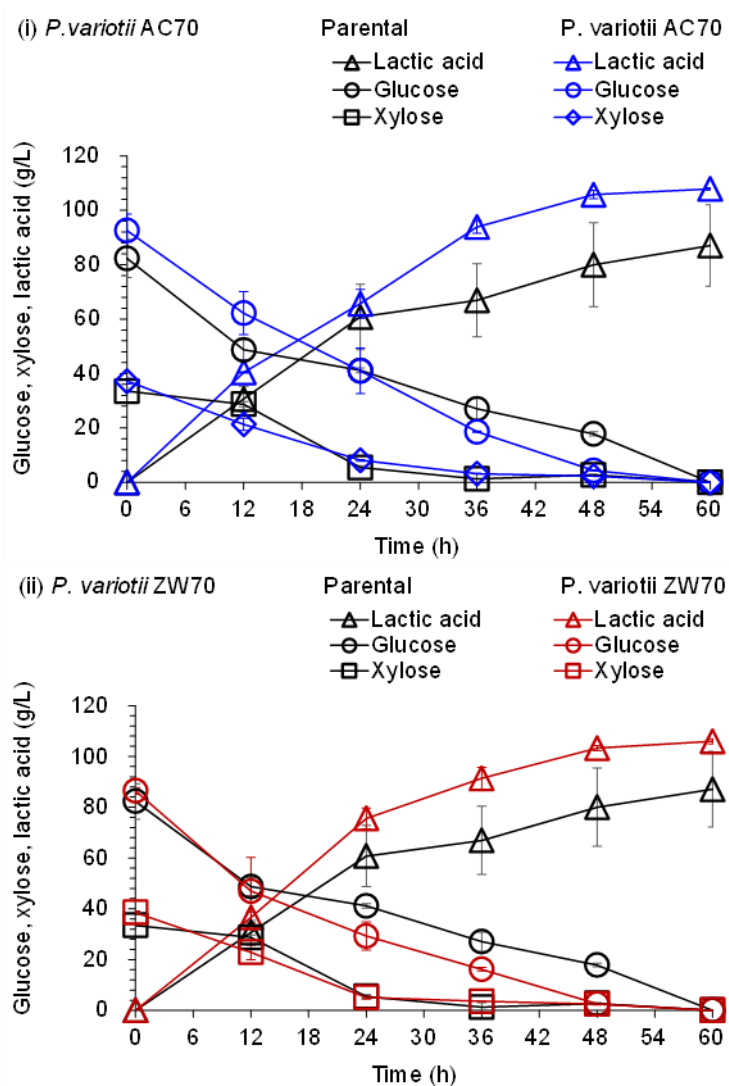 (i) P.variotii AC70 Parental P. variotii AC70
Lactic acid Lactic acid
Glucose Glucose
Xylose Xylose
Glucose, xylose, lactic acid (g/L)
120
100
80
60
40
20
0
0 6 12 18 24 30 36 42 48 54 60
Time (h)
(ii) P. variotii ZW70 Parental P. variotii ZW70
Lactic acid Lactic acid
Glucose Glucose
Xylose Xylose
Glucose, xylose, lactic acid (g/L)
120
100
80
60
40
20
0
0 6 12 18 24 30 36 42 48 54 60
Time (h)